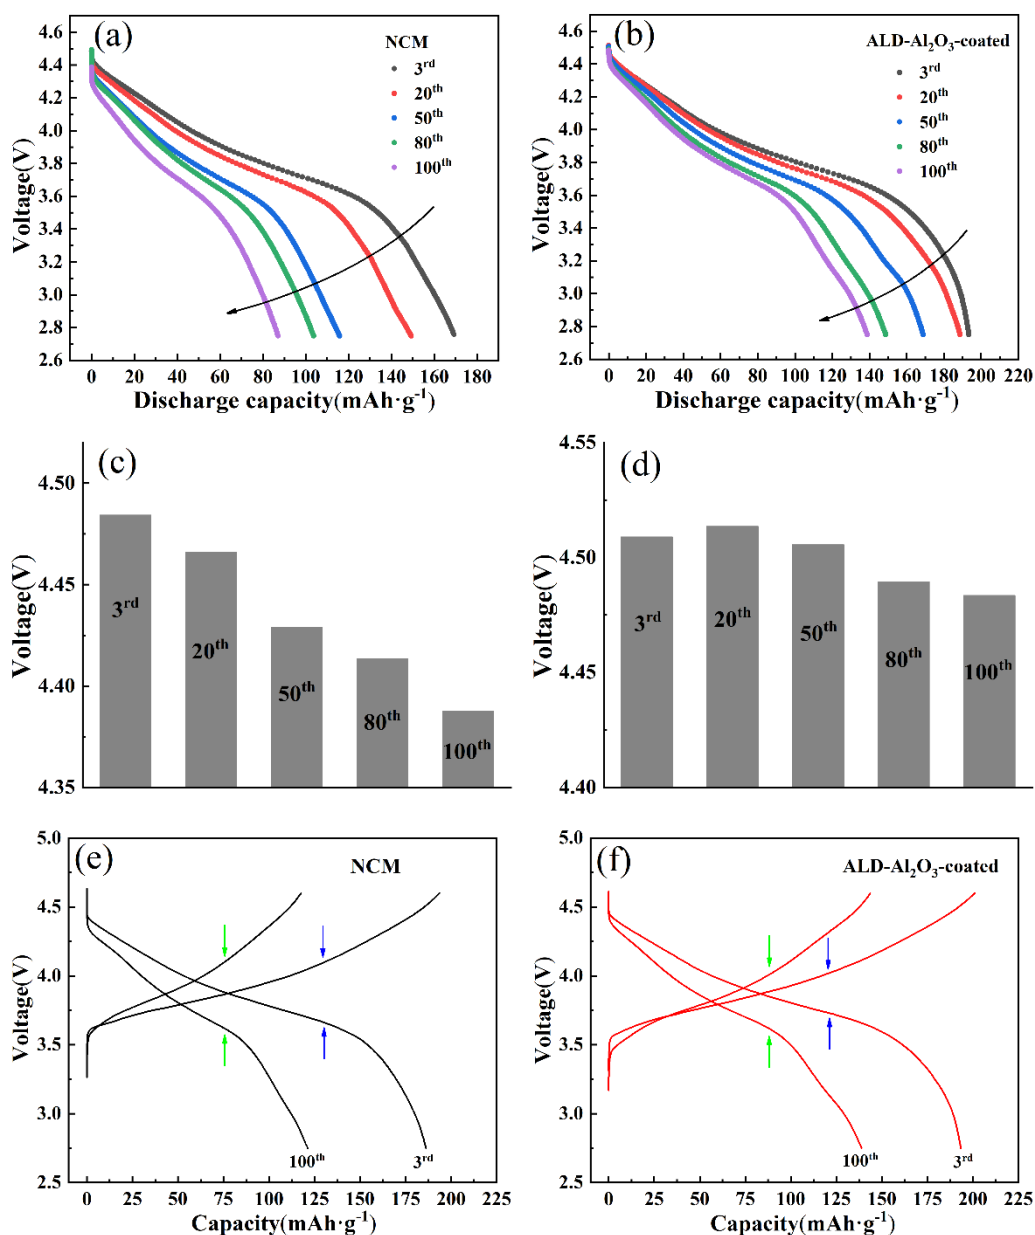 (a)
NCM
3rd
20th
50th
80th
100th
4.6
4.4
4.2
4.0
3.8
3.6
3.4
3.2
3.0
2.8
2.6
Voltage(V)
0 20 40 60 80 100 120 140 160 180
Discharge capacity(mAh·g-1)
(b)
ALD-Al2O3-coated
3rd
20th
50th
80th
100th
4.6
4.4
4.2
4.0
3.8
3.6
3.4
3.2
3.0
2.8
2.6
Voltage(V)
0 20 40 60 80 100 120 140 160 180 200 220
Discharge capacity(mAh·g-1)
(c)
4.50
4.45
4.40
4.35
Voltage(V)
3rd
20th
50th
80th
100th
(d)
4.55
4.50
4.45
4.40
Voltage(V)
3rd
20th
50th
80th
100th
(e)
NCM
5.0
4.5
4.0
3.5
3.0
2.5
Voltage(V)
100th
3rd
0 25 50 75 100 125 150 175 200 225
Capacity(mAh·g-1)
(f)
ALD-Al2O3-coated
5.0
4.5
4.0
3.5
3.0
2.5
Voltage(V)
100th
3rd
0 25 50 75 100 125 150 175 200 225
Capacity(mAh·g-1)